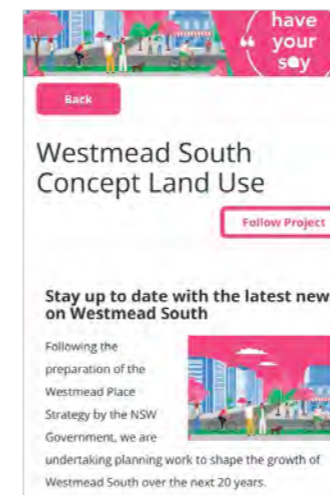 have
your
say
Back
Westmead South
Concept Land Use
Follow Project
Stay up to date with the latest new
on Westmead South
Following the
preparation of the
Westmead Place
Strategy by the NSW
Government, we are
undertaking planning work to shape the growth of
Westmead South over the next 20 years.